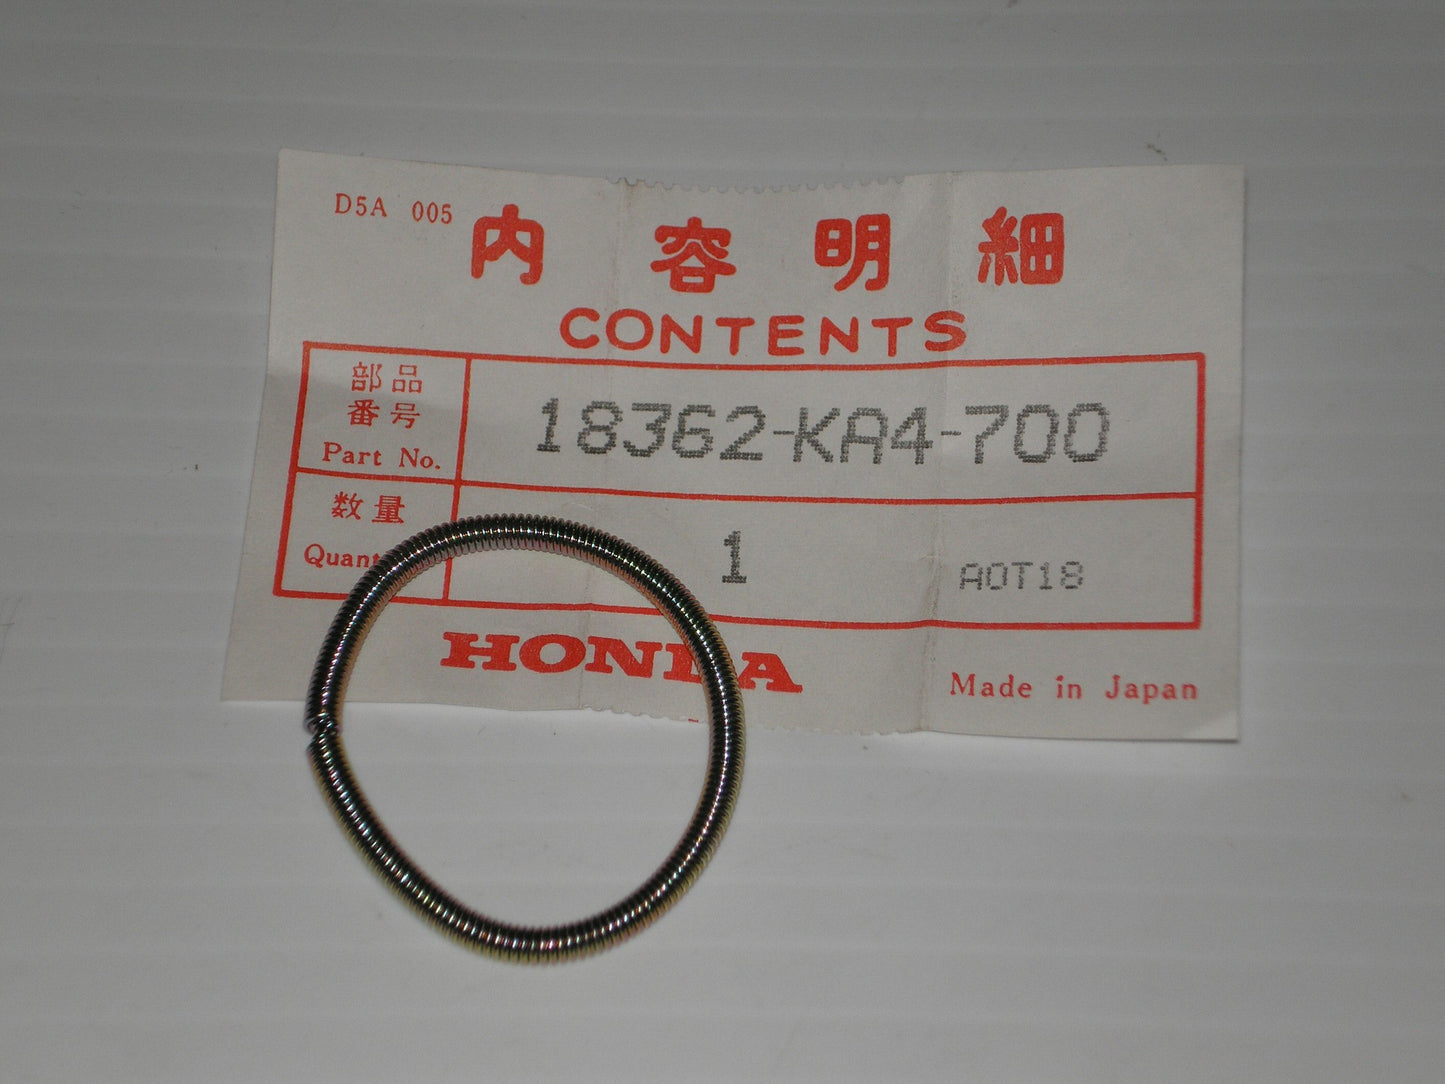 D5A 005
内容明細
CONTENTS
部品
番号
Part No.
18362-KA4-700
数量
Quant
1
A0T18
HONDA
Made in Japan